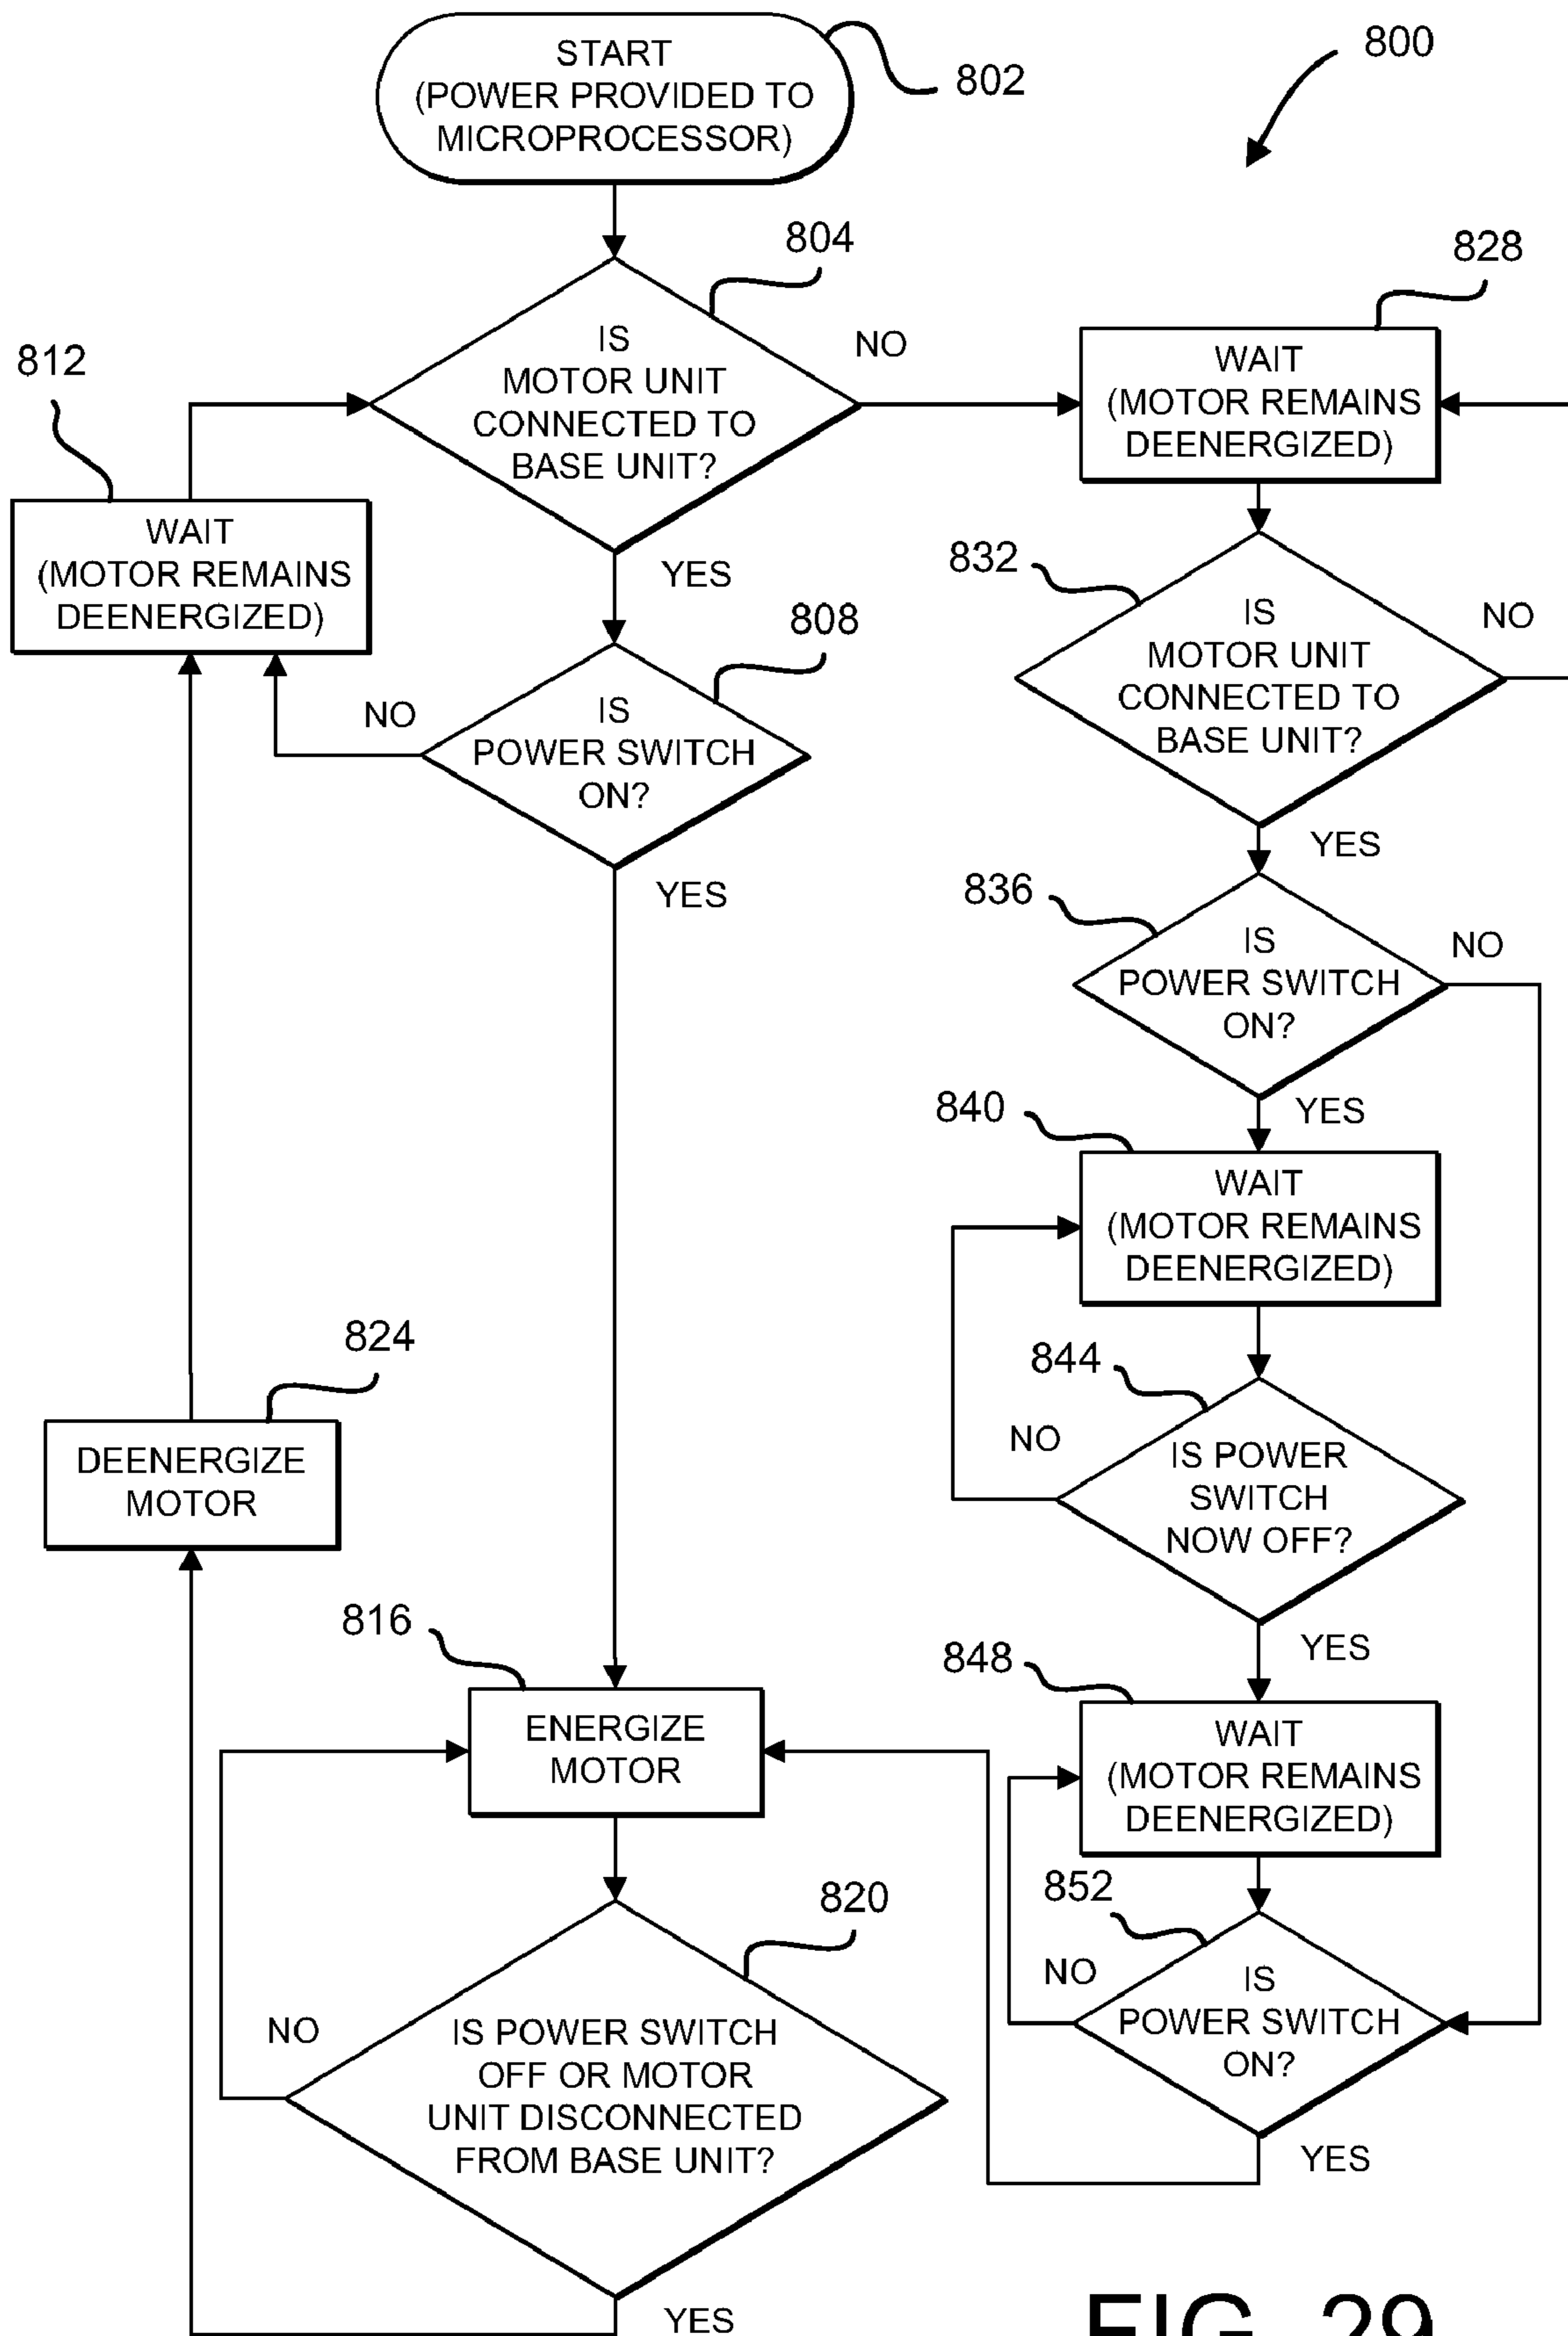 START
(POWER PROVIDED TO
MICROPROCESSOR)
802
800
804
IS
MOTOR UNIT
CONNECTED TO
BASE UNIT?
NO
YES
828
WAIT
(MOTOR REMAINS
DEENERGIZED)
812
WAIT
(MOTOR REMAINS
DEENERGIZED)
808
IS
POWER SWITCH
ON?
NO
YES
832
IS
MOTOR UNIT
CONNECTED TO
BASE UNIT?
NO
YES
836
IS
POWER SWITCH
ON?
NO
YES
840
WAIT
(MOTOR REMAINS
DEENERGIZED)
844
IS POWER
SWITCH
NOW OFF?
NO
YES
824
DEENERGIZE
MOTOR
816
ENERGIZE
MOTOR
848
WAIT
(MOTOR REMAINS
DEENERGIZED)
852
IS
POWER SWITCH
ON?
NO
YES
820
IS POWER SWITCH
OFF OR MOTOR
UNIT DISCONNECTED
FROM BASE UNIT?
NO
YES
FIG. 29